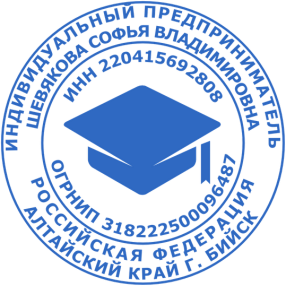 ИНДИВИДУАЛЬНЫЙ ПРЕДПРИНИМАТЕЛЬ
ШЕВЯКОВА СОФЬЯ ВЛАДИМИРОВНА
ИНН 220415692808
ОГРНИП 318222500096487
РОССИЙСКАЯ ФЕДЕРАЦИЯ
АЛТАЙСКИЙ КРАЙ Г. БИЙСК